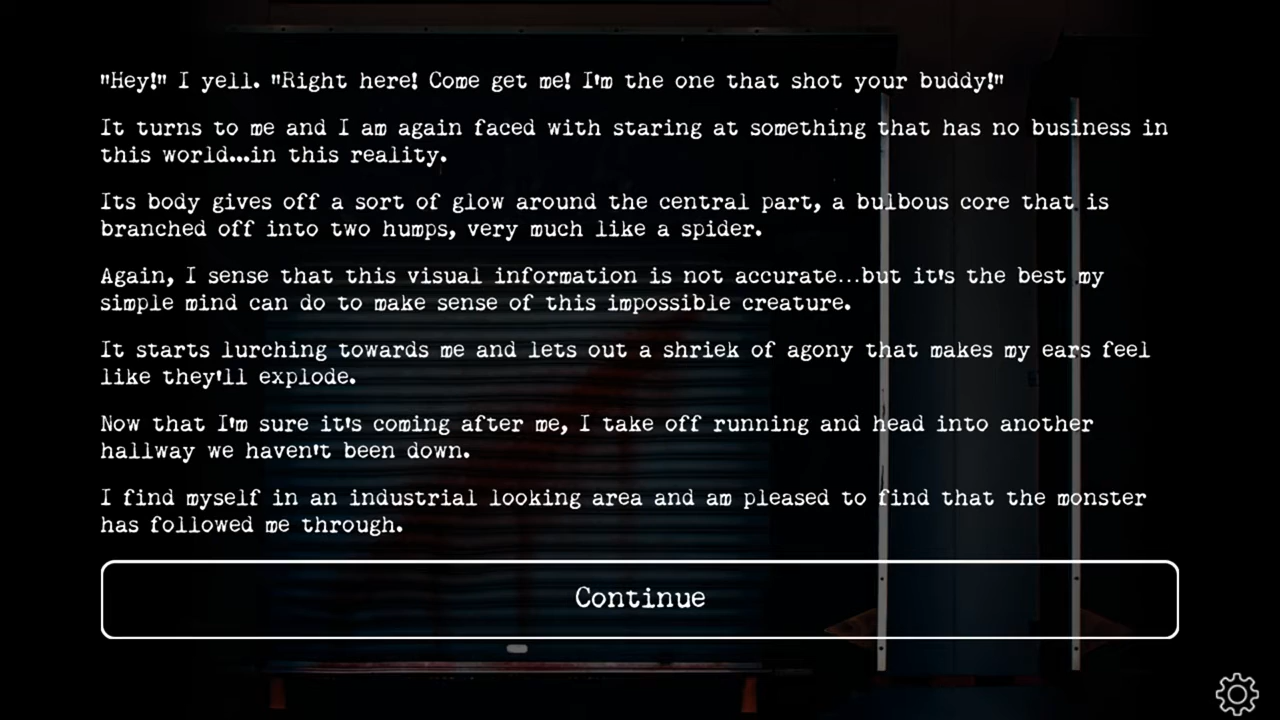 "Hey!" I yell. "Right here! Come get me! I'm the one that shot your buddy!"
It turns to me and I am again faced with staring at something that has no business in
this world...in this reality.
Its body gives off a sort of glow around the central part, a bulbous core that is
branched off into two humps, very much like a spider.
Again, I sense that this visual information is not accurate...but it's the best my
simple mind can do to make sense of this impossible creature.
It starts lurching towards me and lets out a shriek of agony that makes my ears feel
like they'll explode.
Now that I'm sure it's coming after me, I take off running and head into another
hallway we haven't been down.
I find myself in an industrial looking area and am pleased to find that the monster
has followed me through.
Continue